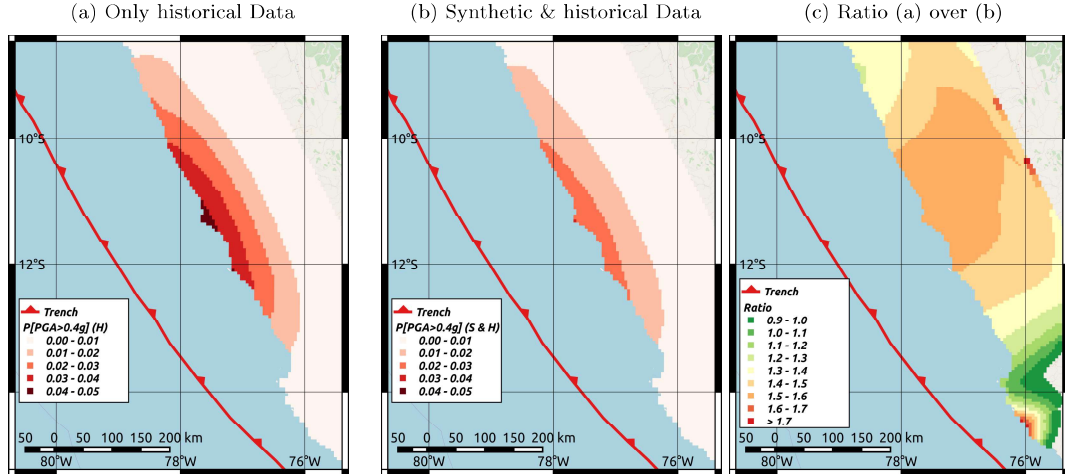 (a) Only historical Data
(b) Synthetic & historical Data
(c) Ratio (a) over (b)
10°S
12°S
Trench
P[PGA>0.4g] (H)
0.00 - 0.01
0.01 - 0.02
0.02 - 0.03
0.03 - 0.04
0.04 - 0.05
50 0 50 100 150 200 km
80°W 78°W 76°W
10°S
12°S
Trench
P[PGA>0.4g] (S & H)
0.00 - 0.01
0.01 - 0.02
0.02 - 0.03
0.03 - 0.04
0.04 - 0.05
50 0 50 100 150 200 km
80°W 78°W 76°W
10°S
12°S
Trench
Ratio
0.9 - 1.0
1.0 - 1.1
1.1 - 1.2
1.2 - 1.3
1.3 - 1.4
1.4 - 1.5
1.5 - 1.6
1.6 - 1.7
> 1.7
50 0 50 100 150 200 km
80°W 78°W 76°W